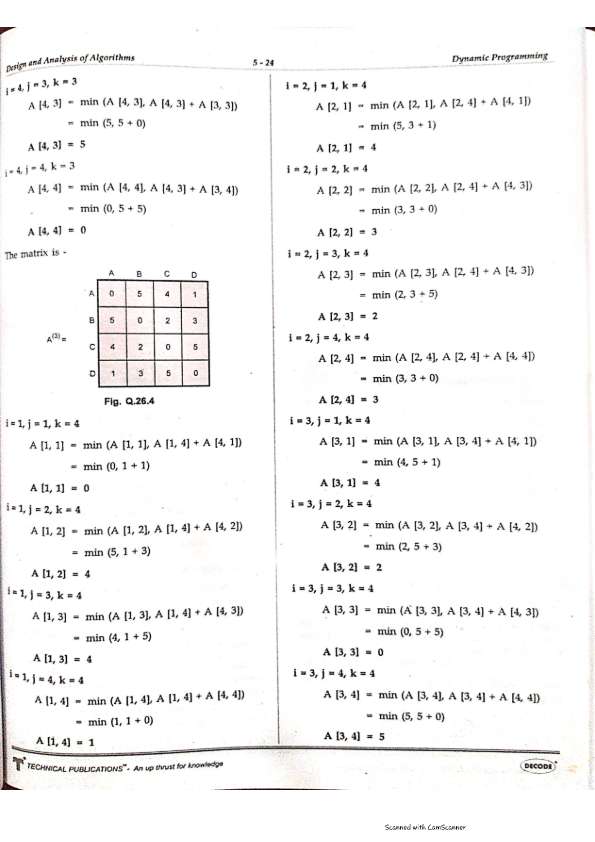 Design and Analysis of Algorithms
5 - 24
Dynamic Programming
i = 4, j = 3, k = 3
A [4, 3] = min (A [4, 3], A [4, 3] + A [3, 3])
= min (5, 5 + 0)
A [4, 3] = 5
i = 4, j = 4, k = 3
A [4, 4] = min (A [4, 4], A [4, 3] + A [3, 4])
= min (0, 5 + 5)
A [4, 4] = 0
The matrix is -
A B C D
A 0 5 4 1
B 5 0 2 3
A(3) =
C 4 2 0 5
D 1 3 5 0
Fig. Q.26.4
i = 1, j = 1, k = 4
A [1, 1] = min (A [1, 1], A [1, 4] + A [4, 1])
= min (0, 1 + 1)
A [1, 1] = 0
i = 1, j = 2, k = 4
A [1, 2] = min (A [1, 2], A [1, 4] + A [4, 2])
= min (5, 1 + 3)
A [1, 2] = 4
i = 1, j = 3, k = 4
A [1, 3] = min (A [1, 3], A [1, 4] + A [4, 3])
= min (4, 1 + 5)
A [1, 3] = 4
i = 1, j = 4, k = 4
A [1, 4] = min (A [1, 4], A [1, 4] + A [4, 4])
= min (1, 1 + 0)
A [1, 4] = 1
i = 2, j = 1, k = 4
A [2, 1] = min (A [2, 1], A [2, 4] + A [4, 1])
= min (5, 3 + 1)
A [2, 1] = 4
i = 2, j = 2, k = 4
A [2, 2] = min (A [2, 2], A [2, 4] + A [4, 3])
= min (3, 3 + 0)
A [2, 2] = 3
i = 2, j = 3, k = 4
A [2, 3] = min (A [2, 3], A [2, 4] + A [4, 3])
= min (2, 3 + 5)
A [2, 3] = 2
i = 2, j = 4, k = 4
A [2, 4] = min (A [2, 4], A [2, 4] + A [4, 4])
= min (3, 3 + 0)
A [2, 4] = 3
i = 3, j = 1, k = 4
A [3, 1] = min (A [3, 1], A [3, 4] + A [4, 1])
= min (4, 5 + 1)
A [3, 1] = 4
i = 3, j = 2, k = 4
A [3, 2] = min (A [3, 2], A [3, 4] + A [4, 2])
= min (2, 5 + 3)
A [3, 2] = 2
i = 3, j = 3, k = 4
A [3, 3] = min (A [3, 3], A [3, 4] + A [4, 3])
= min (0, 5 + 5)
A [3, 3] = 0
i = 3, j = 4, k = 4
A [3, 4] = min (A [3, 4], A [3, 4] + A [4, 4])
= min (5, 5 + 0)
A [3, 4] = 5
TECHNICAL PUBLICATIONS™ - An up thrust for knowledge
DECODE
Scanned with CamScanner